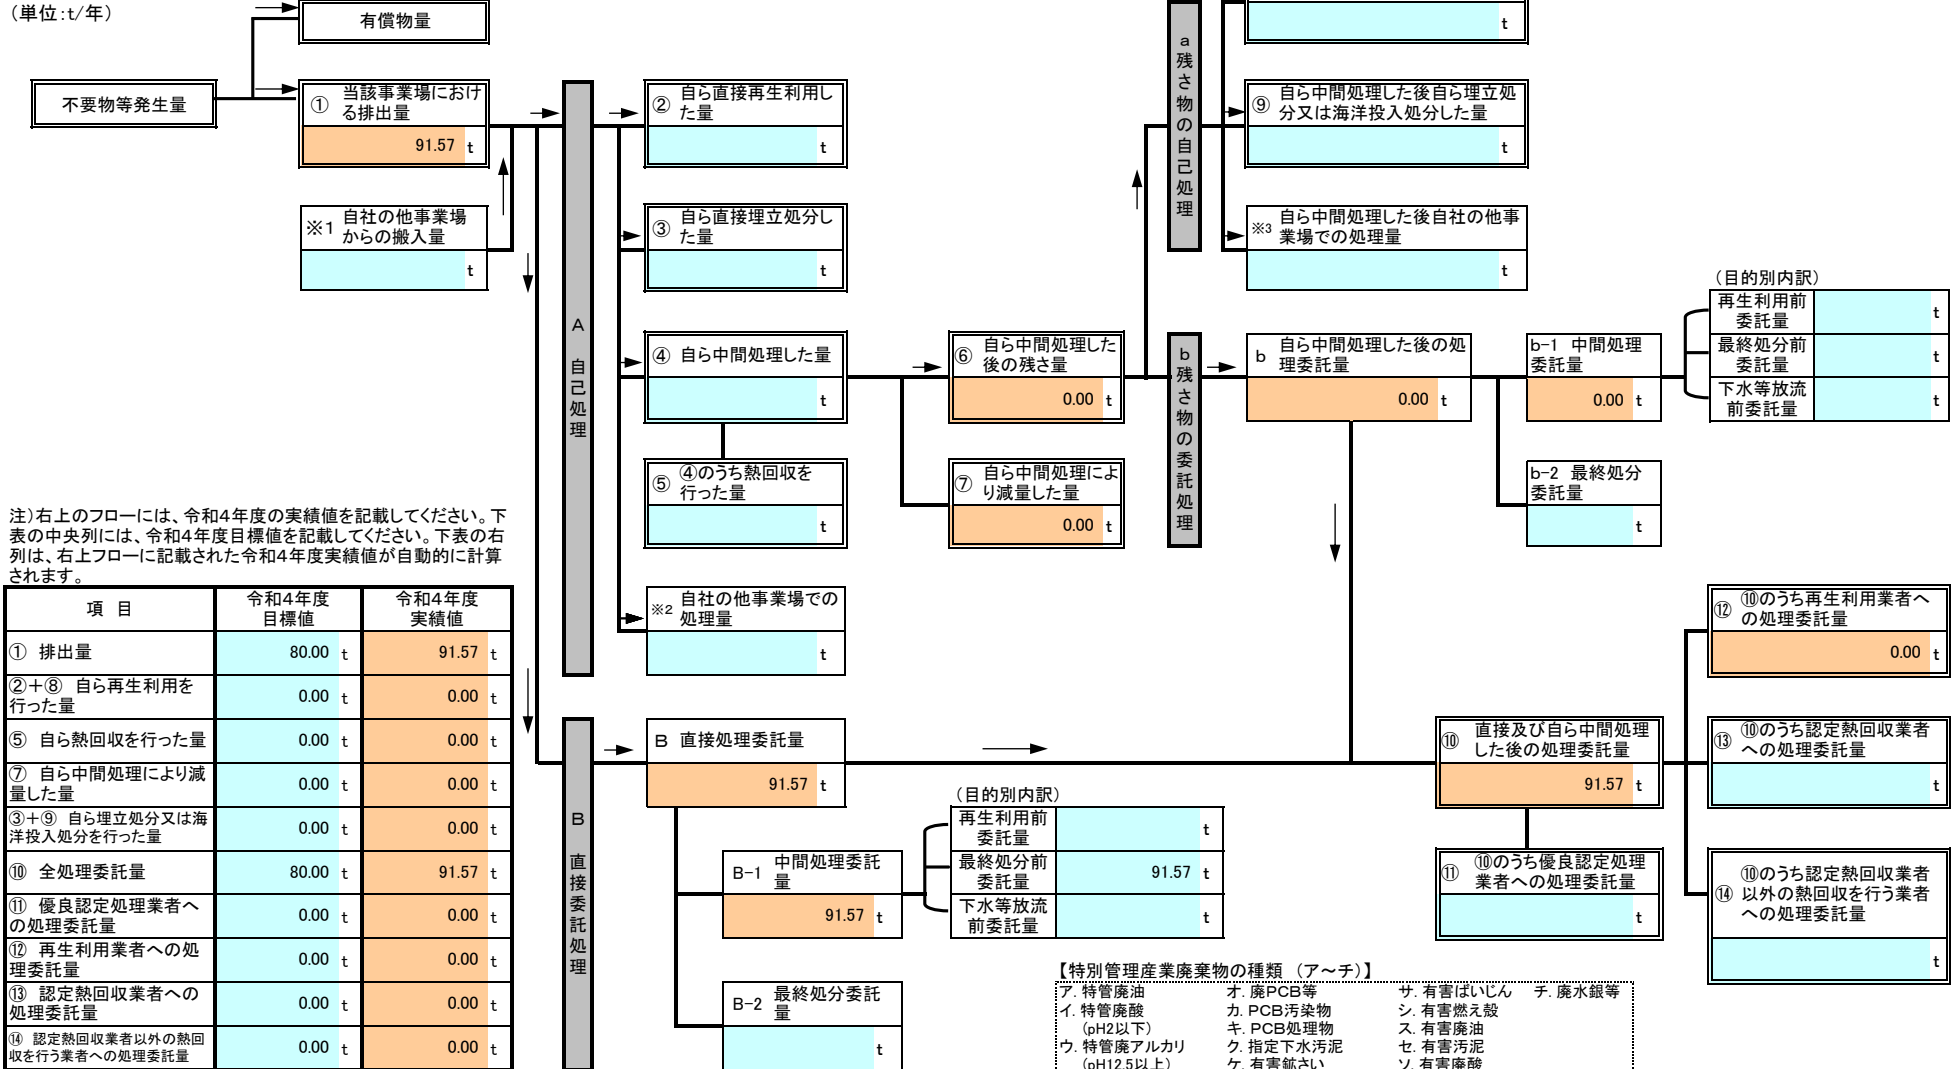 （単位:t/年）
有償物量
不要物等発生量
① 当該事業場におけ
る排出量
91.57 t
※1 自社の他事業場
からの搬入量
t
A 自己処理
② 自ら直接再生利用し
た量
t
③ 自ら直接埋立処分し
た量
t
④ 自ら中間処理した量
t
⑤ ④のうち熱回収を
行った量
t
※2 自社の他事業場での
処理量
t
⑥ 自ら中間処理した
後の残さ量
0.00 t
⑦ 自ら中間処理によ
り減量した量
0.00 t
a 残さ物の自己処理
t
⑨ 自ら中間処理した後自ら埋立処
分又は海洋投入処分した量
t
※3 自ら中間処理した後自社の他事
業場での処理量
t
b 残さ物の委託処理
b 自ら中間処理した後の処
理委託量
0.00 t
b-1 中間処理
委託量
0.00 t
（目的別内訳）
再生利用前
委託量 t
最終処分前
委託量 t
下水等放流
前委託量 t
b-2 最終処分
委託量
t
注)右上のフローには、令和4年度の実績値を記載してください。下
表の中央列には、令和4年度目標値を記載してください。下表の右
列は、右上フローに記載された令和4年度実績値が自動的に計算
されます。
項 目 令和4年度 目標値 令和4年度 実績値
① 排出量 80.00 t 91.57 t
②+⑧ 自ら再生利用を
行った量 0.00 t 0.00 t
⑤ 自ら熱回収を行った量 0.00 t 0.00 t
⑦ 自ら中間処理により減
量した量 0.00 t 0.00 t
③+⑨ 自ら埋立処分又は海
洋投入処分を行った量 0.00 t 0.00 t
⑩ 全処理委託量 80.00 t 91.57 t
⑪ 優良認定処理業者へ
の処理委託量 0.00 t 0.00 t
⑫ 再生利用業者への処
理委託量 0.00 t 0.00 t
⑬ 認定熱回収業者への
処理委託量 0.00 t 0.00 t
⑭ 認定熱回収業者以外の熱回
収を行う業者への処理委託量 0.00 t 0.00 t
B 直接委託処理
B 直接処理委託量
91.57 t
B-1 中間処理委託
量
91.57 t
（目的別内訳）
再生利用前
委託量 t
最終処分前
委託量 91.57 t
下水等放流
前委託量 t
B-2 最終処分委託
量
t
⑩ 直接及び自ら中間処理
した後の処理委託量
91.57 t
⑪ ⑩のうち優良認定処理
業者への処理委託量
t
⑫ ⑩のうち再生利用業者へ
の処理委託量
0.00 t
⑬ ⑩のうち認定熱回収業者
への処理委託量
t
⑭ ⑩のうち認定熱回収業者
以外の熱回収を行う業者
への処理委託量
t
【特別管理産業廃棄物の種類 （ア～チ）】
ア. 特管廃油 オ. 廃PCB等 サ. 有害ばいじん チ. 廃水銀等
イ. 特管廃酸 カ. PCB汚染物 シ. 有害燃え殻
（pH2以下） キ. PCB処理物 ス. 有害廃油
ウ. 特管廃アルカリ ク. 指定下水汚泥 セ. 有害汚泥
（pH12.5以上） ケ. 有害鉱さい ソ. 有害廃酸